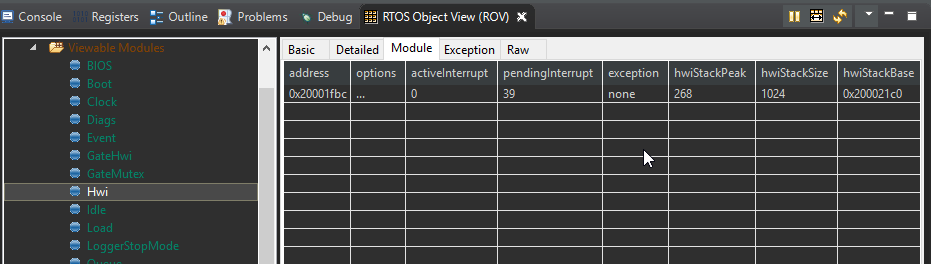 Console Registers Outline Problems Debug RTOS Object View (ROV)
Viewable Modules
BIOS
Boot
Clock
Diags
Event
GateHwi
GateMutex
Hwi
Idle
Load
LoggerStopMode
Basic Detailed Module Exception Raw
address options activeInterrupt pendingInterrupt exception hwiStackPeak hwiStackSize hwiStackBase
0x20001fbc ... 0 39 none 268 1024 0x200021c0